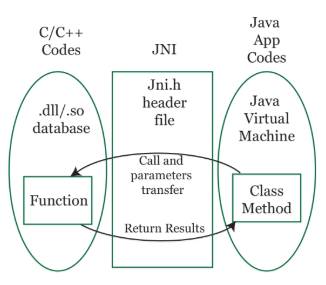 C/C++
Codes
JNI
Java
App
Codes
.dll/.so
database
Jni.h
header
file
Java
Virtual
Machine
Call and
parameters
transfer
Function
Class
Method
Return Results